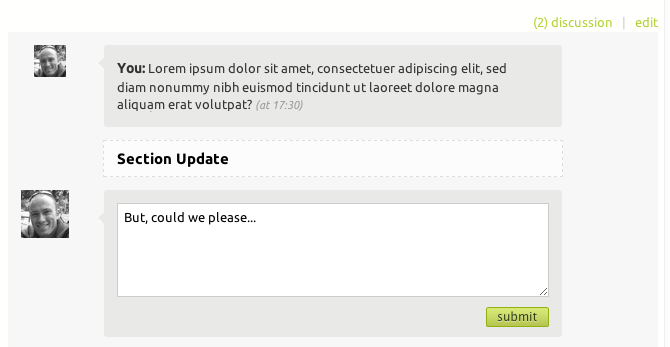 (2) discussion | edit
You: Lorem ipsum dolor sit amet, consectetuer adipiscing elit, sed
diam nonummy nibh euismod tincidunt ut laoreet dolore magna
aliquam erat volutpat? (at 17:30)
Section Update
But, could we please...
submit